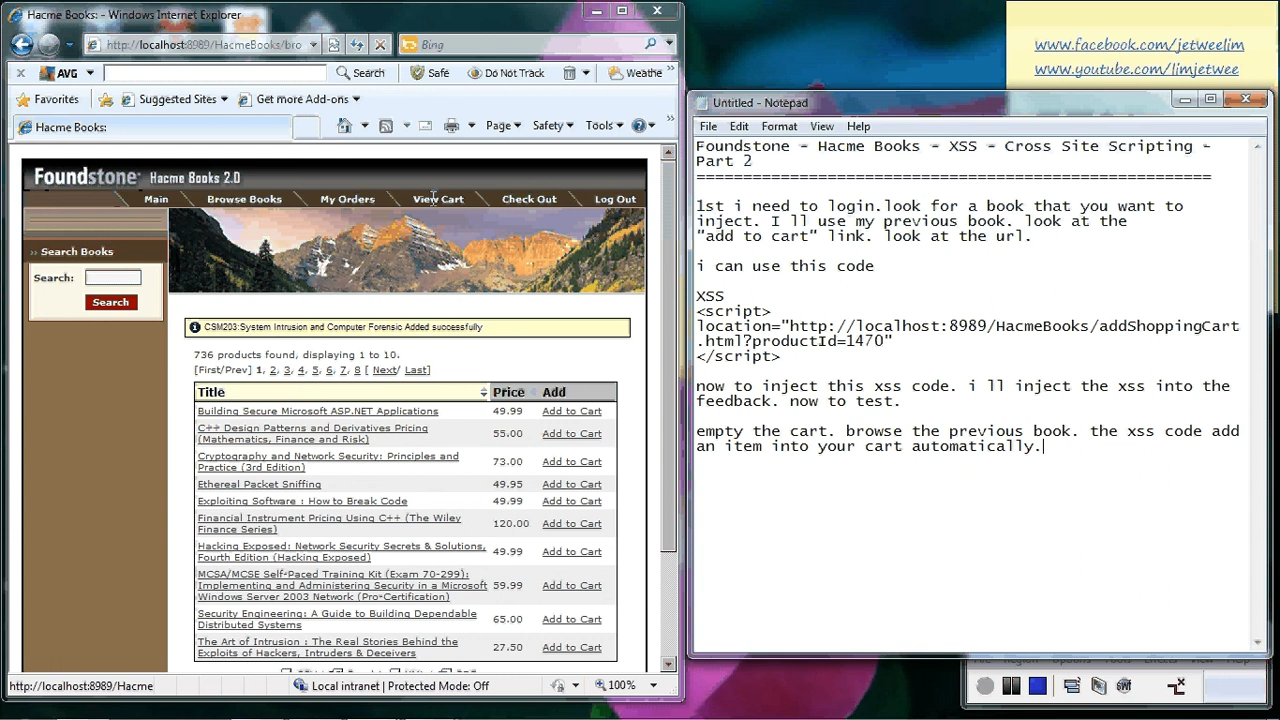 Hacme Books: - Windows Internet Explorer
http://localhost:8989/HacmeBooks/bro
Bing
AVG
Search
Safe
Do Not Track
Weathe
Favorites
Suggested Sites
Get more Add-ons
Hacme Books:
Page
Safety
Tools
Foundstone Hacme Books 2.0
Main
Browse Books
My Orders
View Cart
Check Out
Log Out
Search Books
Search:
Search
CSM203:System Intrusion and Computer Forensic Added successfully
736 products found, displaying 1 to 10.
[First/Prev] 1, 2, 3, 4, 5, 6, 7, 8 [ Next/ Last]
Title Price Add
Building Secure Microsoft ASP.NET Applications 49.99 Add to Cart
C++ Design Patterns and Derivatives Pricing
(Mathematics, Finance and Risk) 55.00 Add to Cart
Cryptography and Network Security: Principles and
Practice (3rd Edition) 73.00 Add to Cart
Ethereal Packet Sniffing 49.95 Add to Cart
Exploiting Software : How to Break Code 49.99 Add to Cart
Financial Instrument Pricing Using C++ (The Wiley
Finance Series) 120.00 Add to Cart
Hacking Exposed: Network Security Secrets & Solutions,
Fourth Edition (Hacking Exposed) 49.99 Add to Cart
MCSA/MCSE Self-Paced Training Kit (Exam 70-299):
Implementing and Administering Security in a Microsoft
Windows Server 2003 Network (Pro-Certification) 59.99 Add to Cart
Security Engineering: A Guide to Building Dependable
Distributed Systems 65.00 Add to Cart
The Art of Intrusion : The Real Stories Behind the
Exploits of Hackers, Intruders & Deceivers 27.50 Add to Cart
http://localhost:8989/Hacme
Local intranet | Protected Mode: Off
100%
www.facebook.com/jetweelim
www.youtube.com/limjetwee
Untitled - Notepad
File Edit Format View Help
Foundstone - Hacme Books - XSS - Cross Site Scripting -
Part 2
=======================================================
1st i need to login.look for a book that you want to
inject. I ll use my previous book. look at the
"add to cart" link. look at the url.
i can use this code
XSS
<script>
location="http://localhost:8989/HacmeBooks/addShoppingCart
.html?productId=1470"
</script>
now to inject this xss code. i ll inject the xss into the
feedback. now to test.
empty the cart. browse the previous book. the xss code add
an item into your cart automatically.